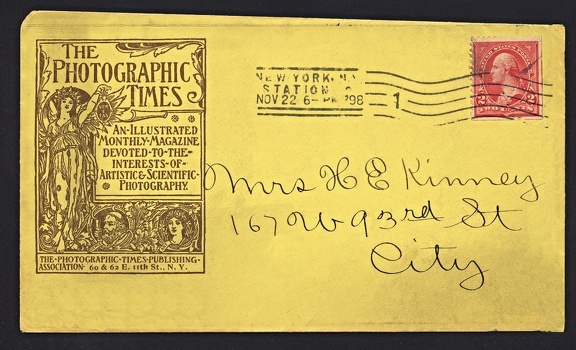 THE
PHOTOGRAPHIC
TIMES
AN-ILLUSTRATED
MONTHLY-MAGAZINE
DEVOTED-TO-THE-
INTERESTS-OF-
ARTISTIC & SCIENTIFIC-
PHOTOGRAPHY.
THE-PHOTOGRAPHIC-TIMES-PUBLISHING-
ASSOCIATION. 60 & 62 E. 11th ST., N. Y.
NEW YORK, N.Y.
STATION
NOV 22 6-PM '98
1
Mrs H E Kinney
167 W 93rd St
City